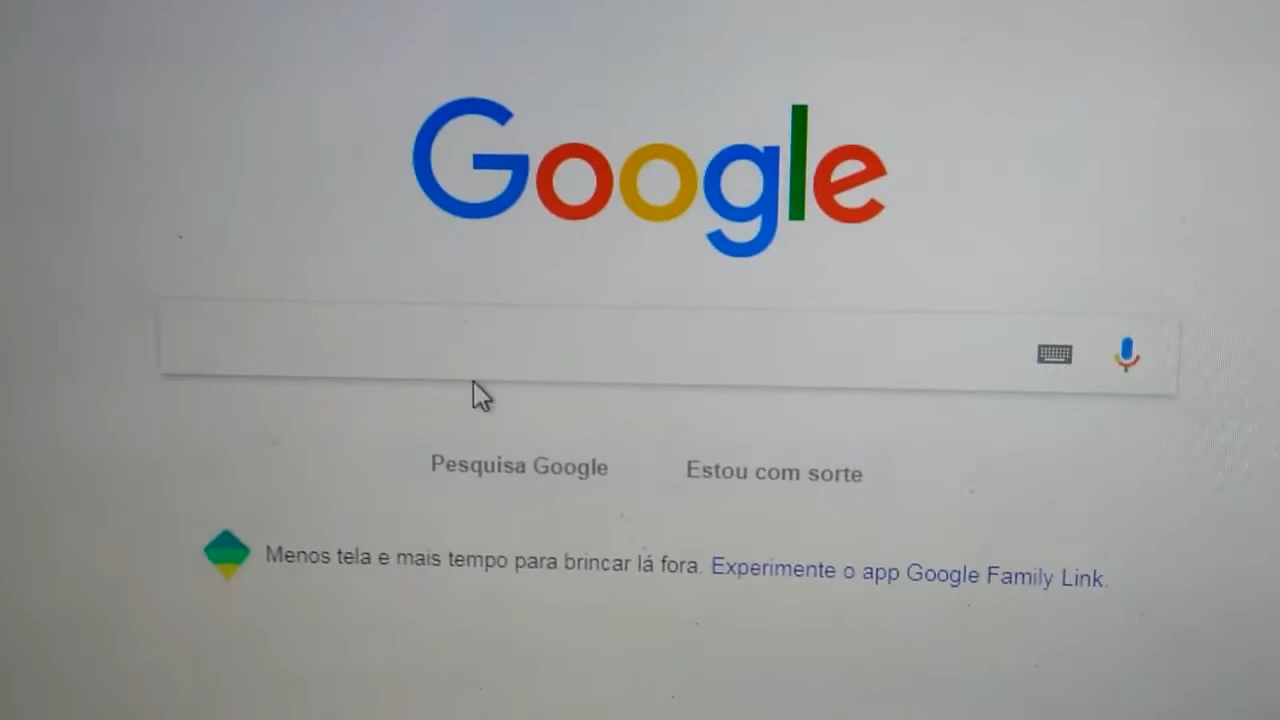 Google
Pesquisa Google Estou com sorte
Menos tela e mais tempo para brincar lá fora. Experimente o app Google Family Link.